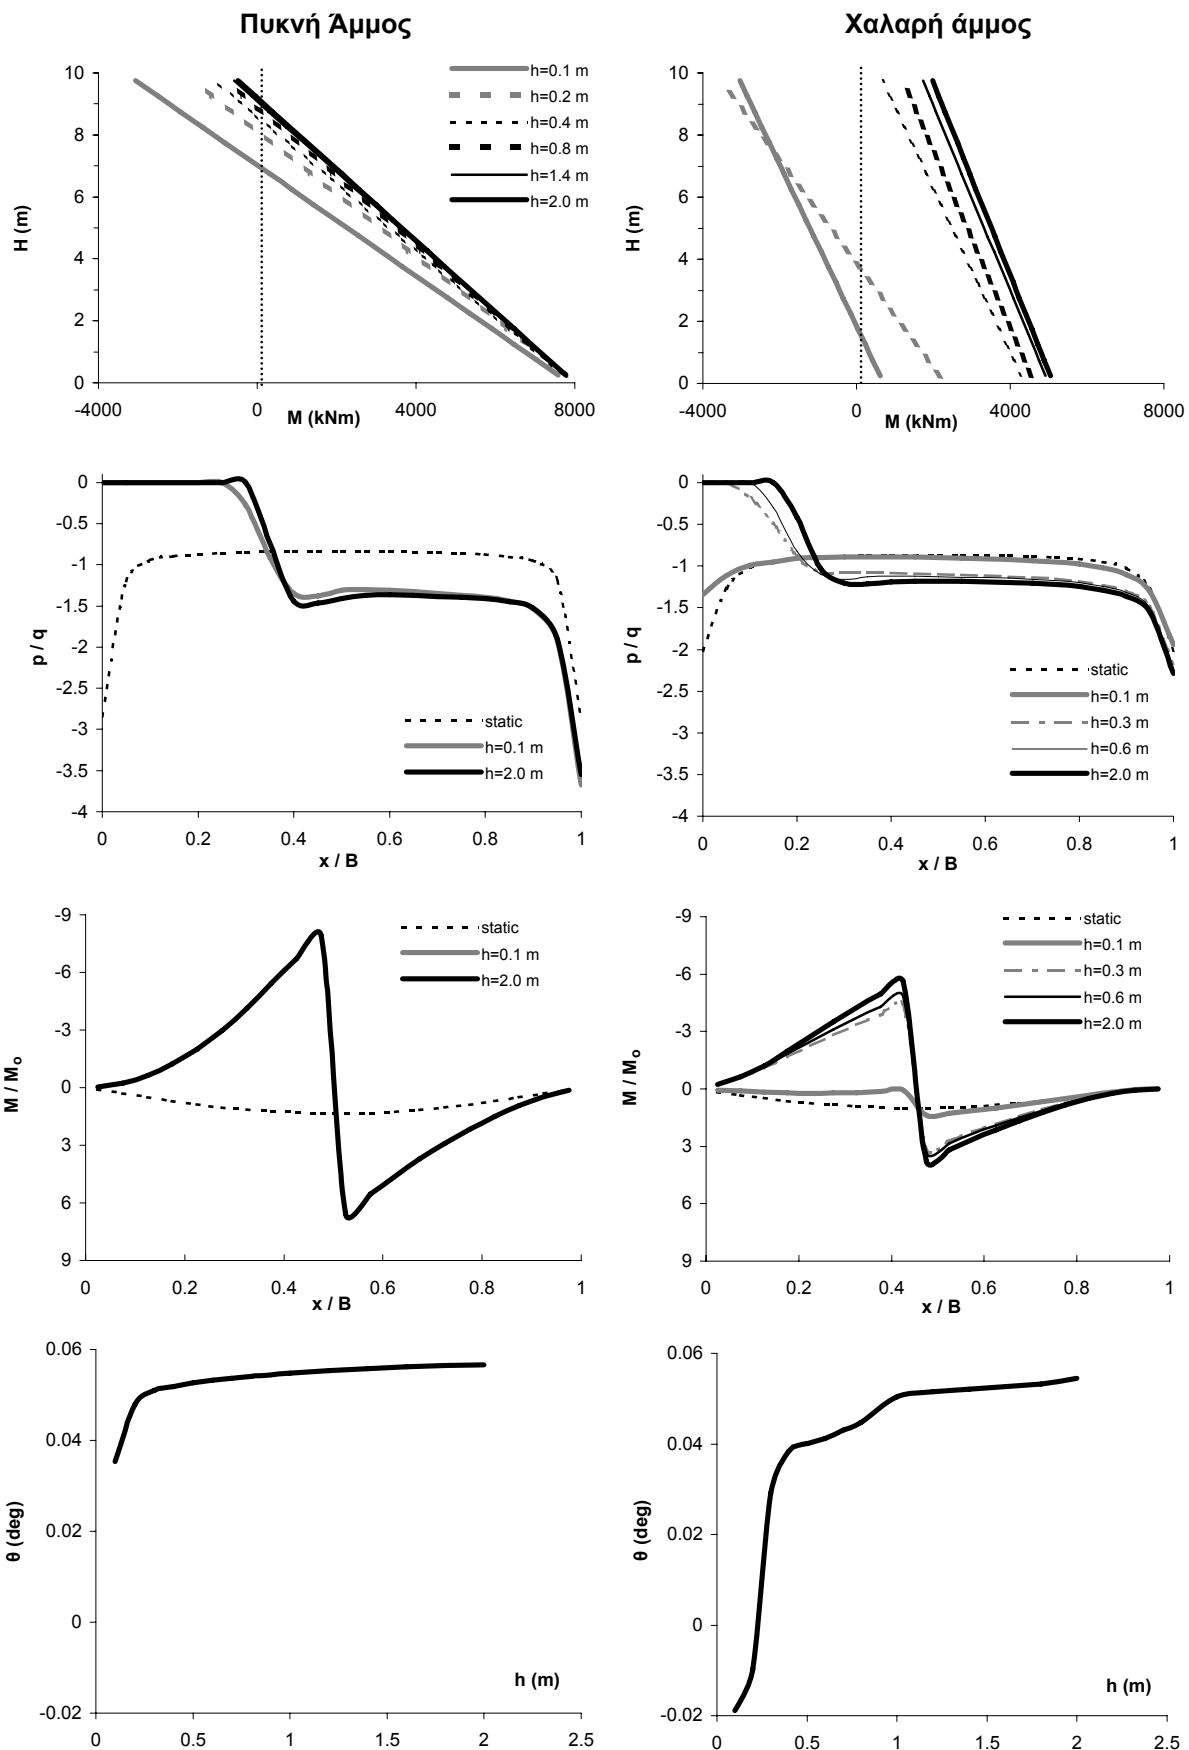 Πυκνή Άμμος
Χαλαρή άμμος
10
8
6
4
2
0
H (m)
-4000
0
4000
8000
M (kNm)
h=0.1 m
h=0.2 m
h=0.4 m
h=0.8 m
h=1.4 m
h=2.0 m
10
8
6
4
2
0
H (m)
-4000
0
4000
8000
M (kNm)
0
-0.5
-1
-1.5
-2
-2.5
-3
-3.5
-4
p / q
static
h=0.1 m
h=2.0 m
0
0.2
0.4
0.6
0.8
1
x / B
0
-0.5
-1
-1.5
-2
-2.5
-3
-3.5
-4
p / q
static
h=0.1 m
h=0.3 m
h=0.6 m
h=2.0 m
0
0.2
0.4
0.6
0.8
1
x / B
-9
-6
-3
0
3
6
9
M / Mo
static
h=0.1 m
h=2.0 m
0
0.2
0.4
0.6
0.8
1
x / B
-9
-6
-3
0
3
6
9
M / Mo
static
h=0.1 m
h=0.3 m
h=0.6 m
h=2.0 m
0
0.2
0.4
0.6
0.8
1
x / B
0.06
0.04
0.02
0
-0.02
θ (deg)
h (m)
0
0.5
1
1.5
2
2.5
0.06
0.04
0.02
0
-0.02
θ (deg)
h (m)
0
0.5
1
1.5
2
2.5